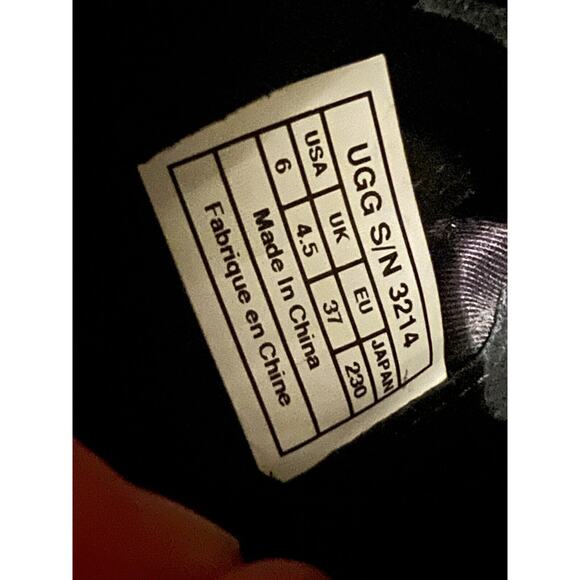 UGG S/N 3214
USA UK EU JAPAN
6 4.5 37 230
Made In China
Fabrique en Chine